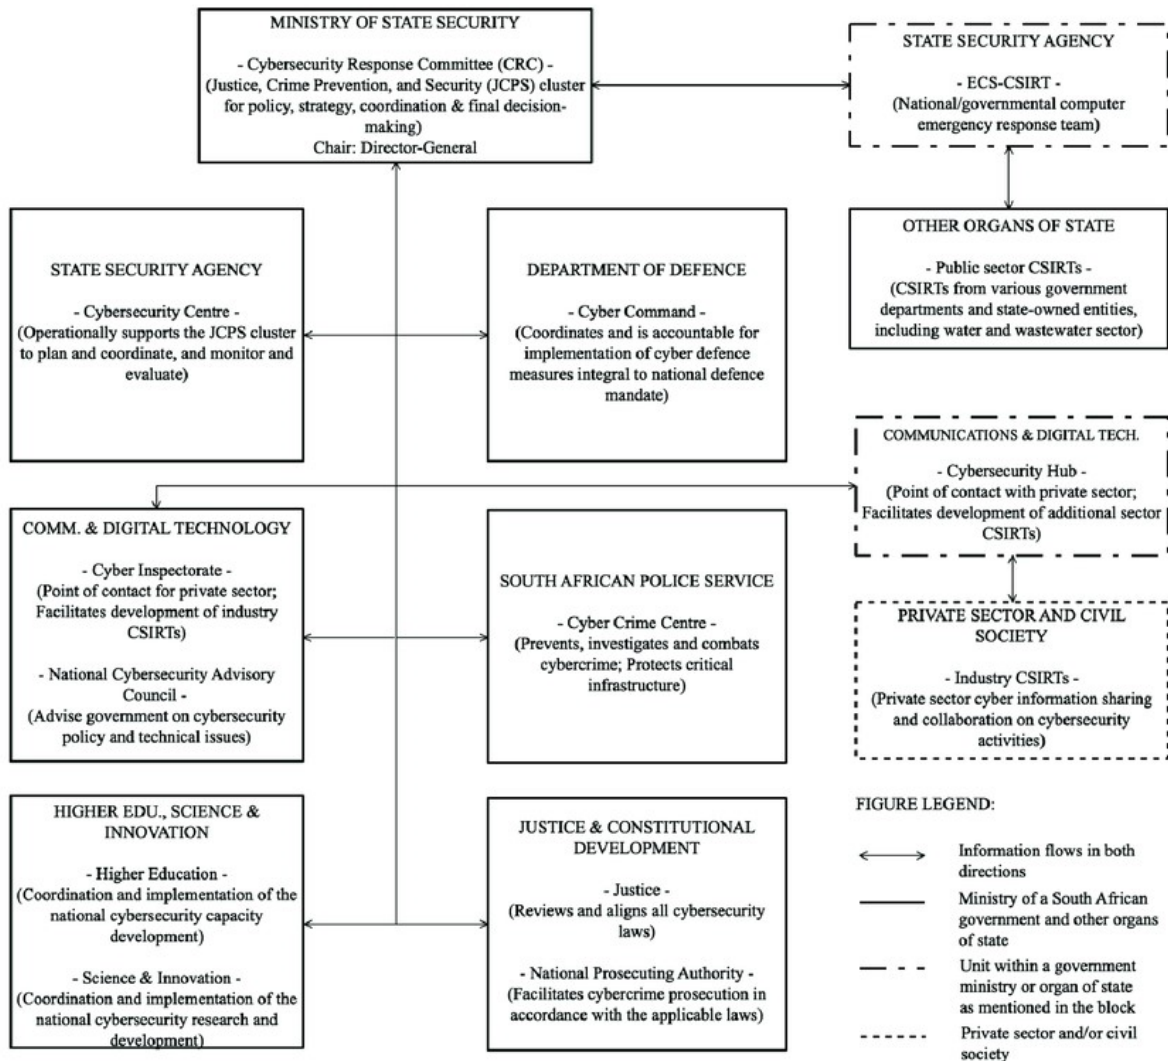 MINISTRY OF STATE SECURITY
- Cybersecurity Response Committee (CRC) -
(Justice, Crime Prevention, and Security (JCPS) cluster
for policy, strategy, coordination & final decision-
making)
Chair: Director-General
STATE SECURITY AGENCY
- ECS-CSIRT -
(National/governmental computer
emergency response team)
STATE SECURITY AGENCY
- Cybersecurity Centre -
(Operationally supports the JCPS cluster
to plan and coordinate, and monitor and
evaluate)
DEPARTMENT OF DEFENCE
- Cyber Command -
(Coordinates and is accountable for
implementation of cyber defence
measures integral to national defence
mandate)
OTHER ORGANS OF STATE
- Public sector CSIRTs -
(CSIRTs from various government
departments and state-owned entities,
including water and wastewater sector)
COMMUNICATIONS & DIGITAL TECH.
- Cybersecurity Hub -
(Point of contact with private sector;
Facilitates development of additional sector
CSIRTs)
COMM. & DIGITAL TECHNOLOGY
- Cyber Inspectorate -
(Point of contact for private sector;
Facilitates development of industry
CSIRTs)
- National Cybersecurity Advisory
Council -
(Advise government on cybersecurity
policy and technical issues)
SOUTH AFRICAN POLICE SERVICE
- Cyber Crime Centre -
(Prevents, investigates and combats
cybercrime; Protects critical
infrastructure)
PRIVATE SECTOR AND CIVIL
SOCIETY
- Industry CSIRTs -
(Private sector cyber information sharing
and collaboration on cybersecurity
activities)
HIGHER EDU., SCIENCE &
INNOVATION
- Higher Education -
(Coordination and implementation of the
national cybersecurity capacity
development)
- Science & Innovation -
(Coordination and implementation of the
national cybersecurity research and
development)
JUSTICE & CONSTITUTIONAL
DEVELOPMENT
- Justice -
(Reviews and aligns all cybersecurity
laws)
- National Prosecuting Authority -
(Facilitates cybercrime prosecution in
accordance with the applicable laws)
FIGURE LEGEND:
Information flows in both
directions
Ministry of a South African
government and other organs
of state
Unit within a government
ministry or organ of state
as mentioned in the block
Private sector and/or civil
society